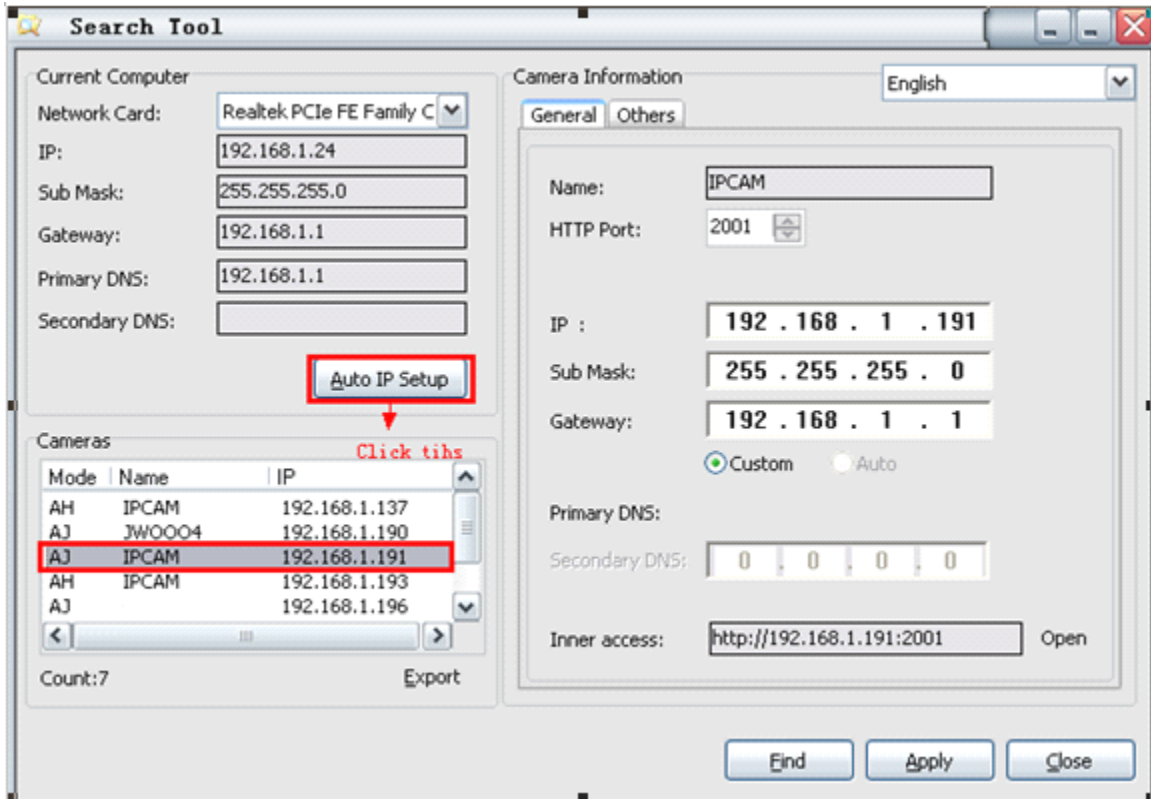 Search Tool
Current Computer
Network Card: Realtek PCIe FE Family C
IP: 192.168.1.24
Sub Mask: 255.255.255.0
Gateway: 192.168.1.1
Primary DNS: 192.168.1.1
Secondary DNS:
Auto IP Setup
Click tihs
Cameras
Mode Name IP
AH IPCAM 192.168.1.137
AJ JWOOO4 192.168.1.190
AJ IPCAM 192.168.1.191
AH IPCAM 192.168.1.193
AJ 192.168.1.196
Count:7 Export
Camera Information
English
General Others
Name: IPCAM
HTTP Port: 2001
IP : 192 . 168 . 1 . 191
Sub Mask: 255 . 255 . 255 . 0
Gateway: 192 . 168 . 1 . 1
Custom Auto
Primary DNS:
Secondary DNS: 0 . 0 . 0 . 0
Inner access: http://192.168.1.191:2001 Open
Find Apply Close